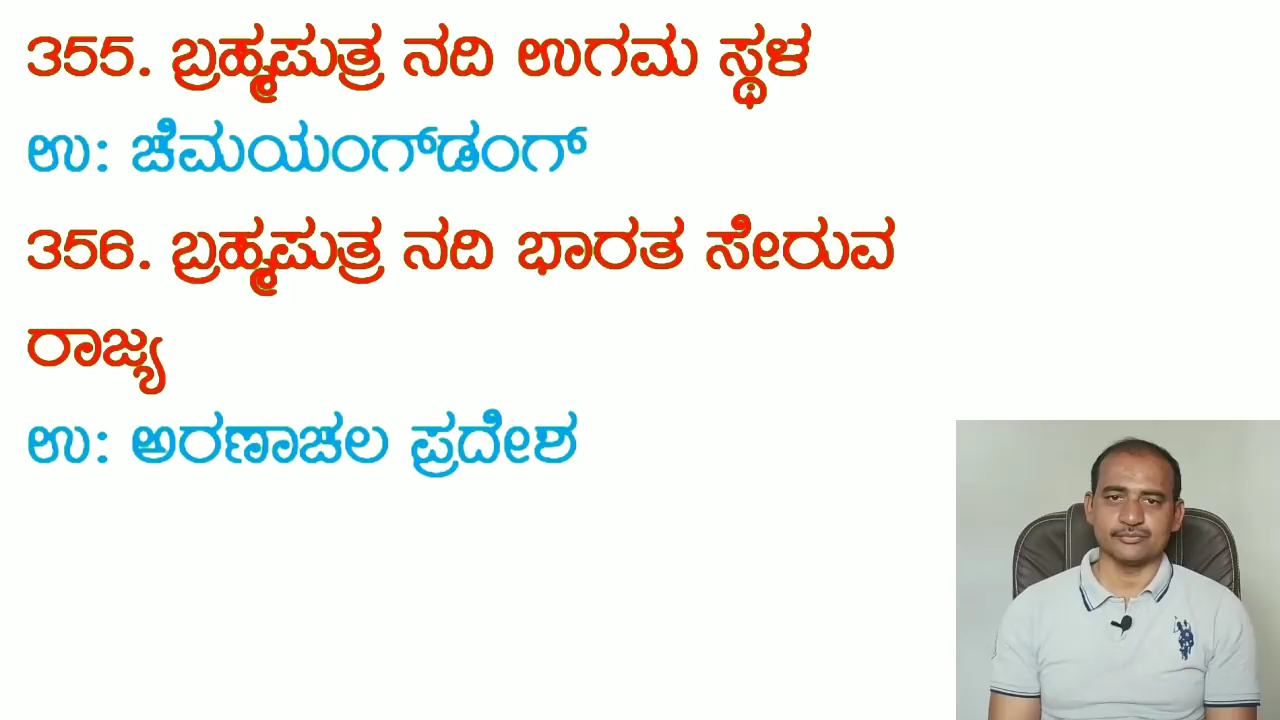 355. ಬ್ರಹ್ಮಪುತ್ರ ನದಿ ಉಗಮ ಸ್ಥಳ
ಉ: ಚೆಮಯಂಗ್‌ಡಂಗ್
356. ಬ್ರಹ್ಮಪುತ್ರ ನದಿ ಭಾರತ ಸೇರುವ
ರಾಜ್ಯ
ಉ: ಅರಣಾಚಲ ಪ್ರದೇಶ